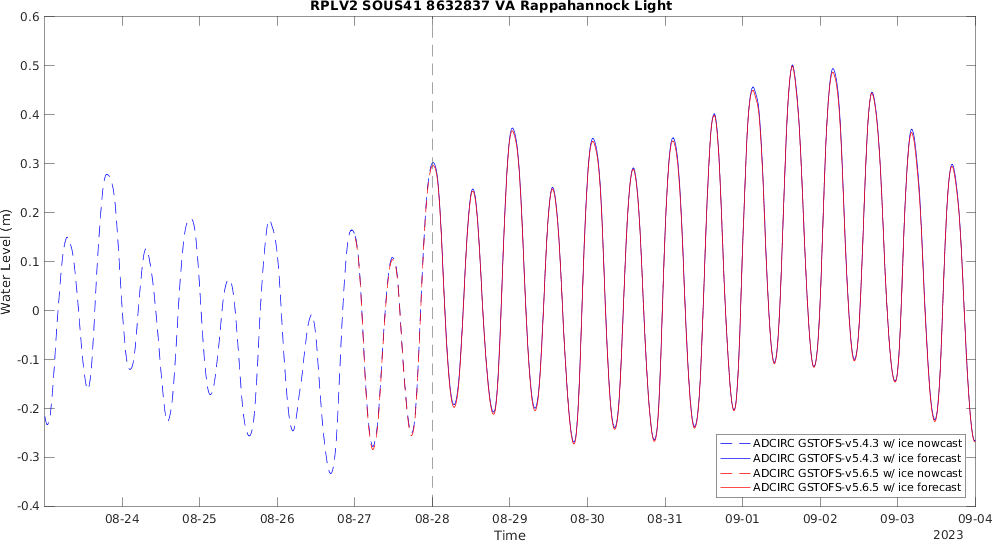 RPLV2 SOUS41 8632837 VA Rappahannock Light
0.6
0.5
0.4
0.3
0.2
0.1
0
-0.1
-0.2
-0.3
-0.4
Water Level (m)
ADCIRC GSTOFS-v5.4.3 w/ ice nowcast
ADCIRC GSTOFS-v5.4.3 w/ ice forecast
ADCIRC GSTOFS-v5.6.5 w/ ice nowcast
ADCIRC GSTOFS-v5.6.5 w/ ice forecast
08-24 08-25 08-26 08-27 08-28 08-29 08-30 08-31 09-01 09-02 09-03 09-04
Time
2023